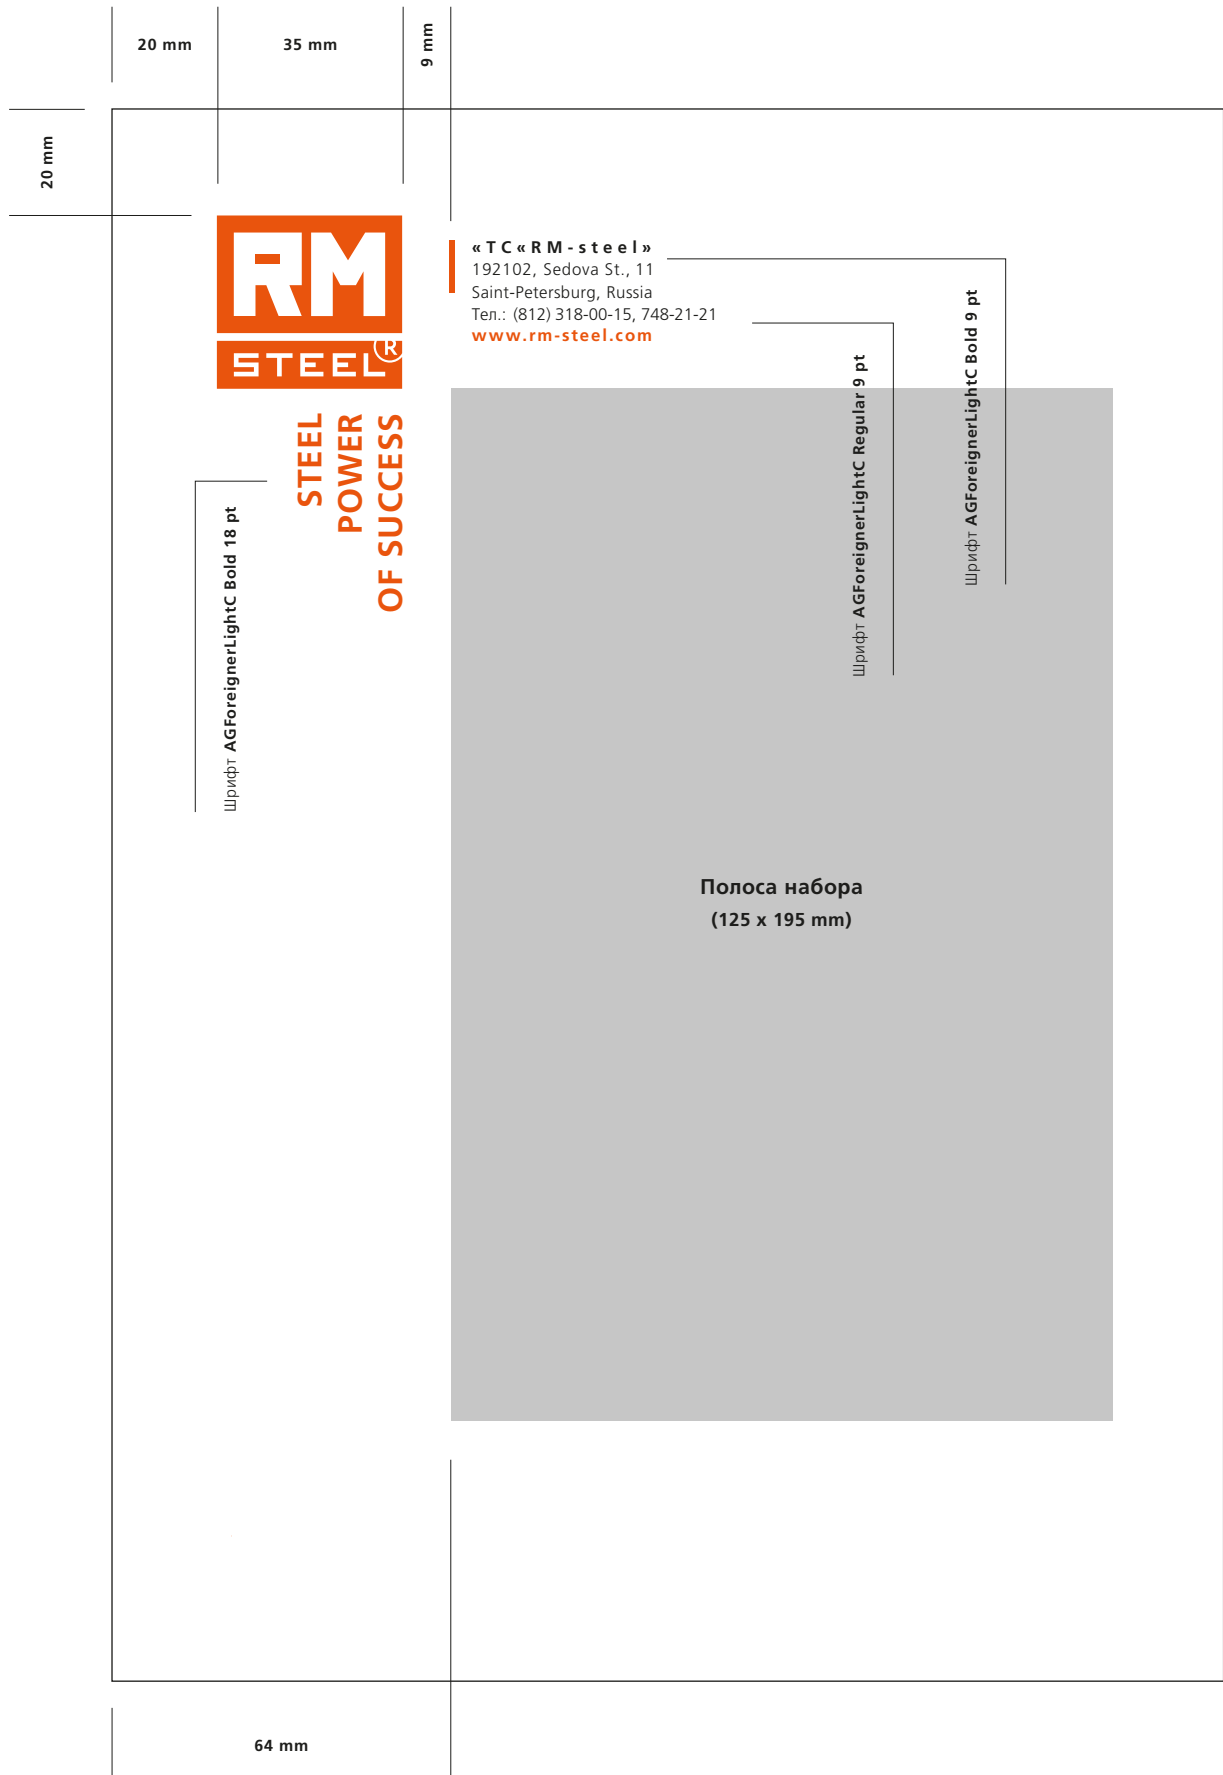 20 mm
35 mm
9 mm
20 mm
RM
STEEL®
«ТС«RM-steel»
192102, Sedova St., 11
Saint-Petersburg, Russia
Тел.: (812) 318-00-15, 748-21-21
www.rm-steel.com
STEEL
POWER
OF SUCCESS
Шрифт AGForeignerLightC Bold 18 pt
Шрифт AGForeignerLightC Regular 9 pt
Шрифт AGForeignerLightC Bold 9 pt
Полоса набора
(125 x 195 mm)
64 mm